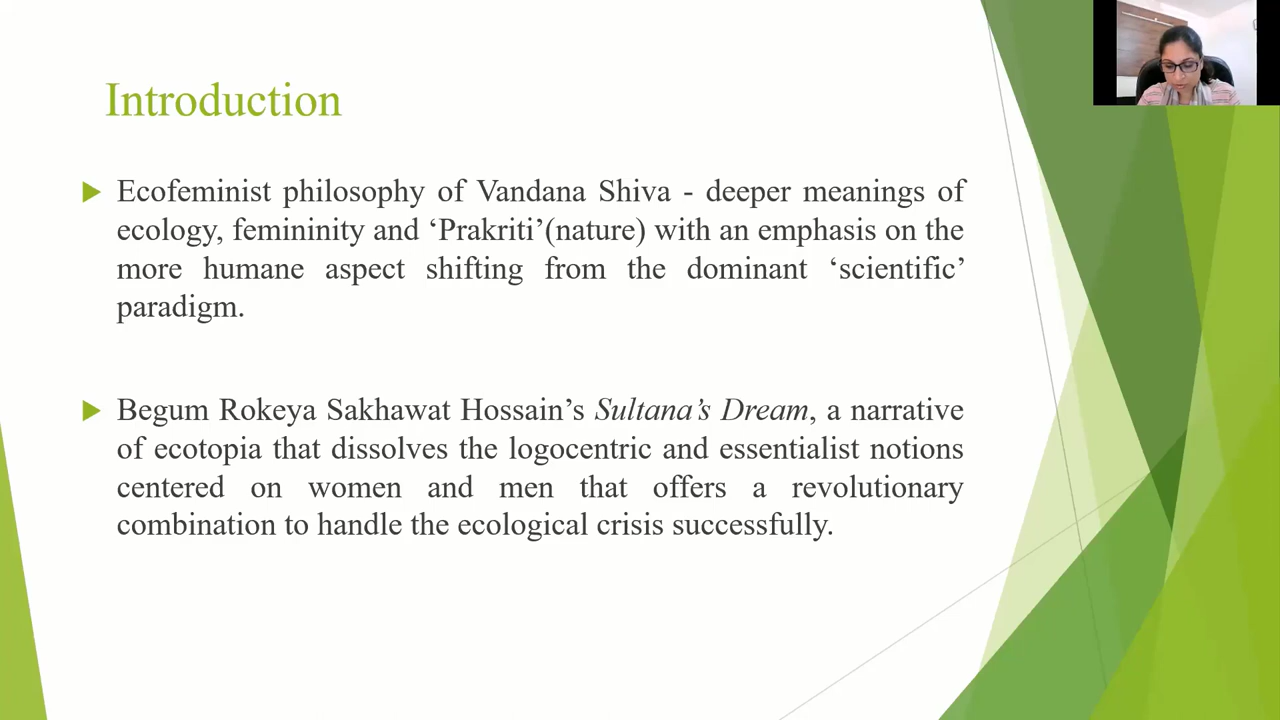 Introduction
Ecofeminist philosophy of Vandana Shiva - deeper meanings of
ecology, femininity and ‘Prakriti’(nature) with an emphasis on the
more humane aspect shifting from the dominant ‘scientific’
paradigm.
Begum Rokeya Sakhawat Hossain’s Sultana’s Dream, a narrative
of ecotopia that dissolves the logocentric and essentialist notions
centered on women and men that offers a revolutionary
combination to handle the ecological crisis successfully.